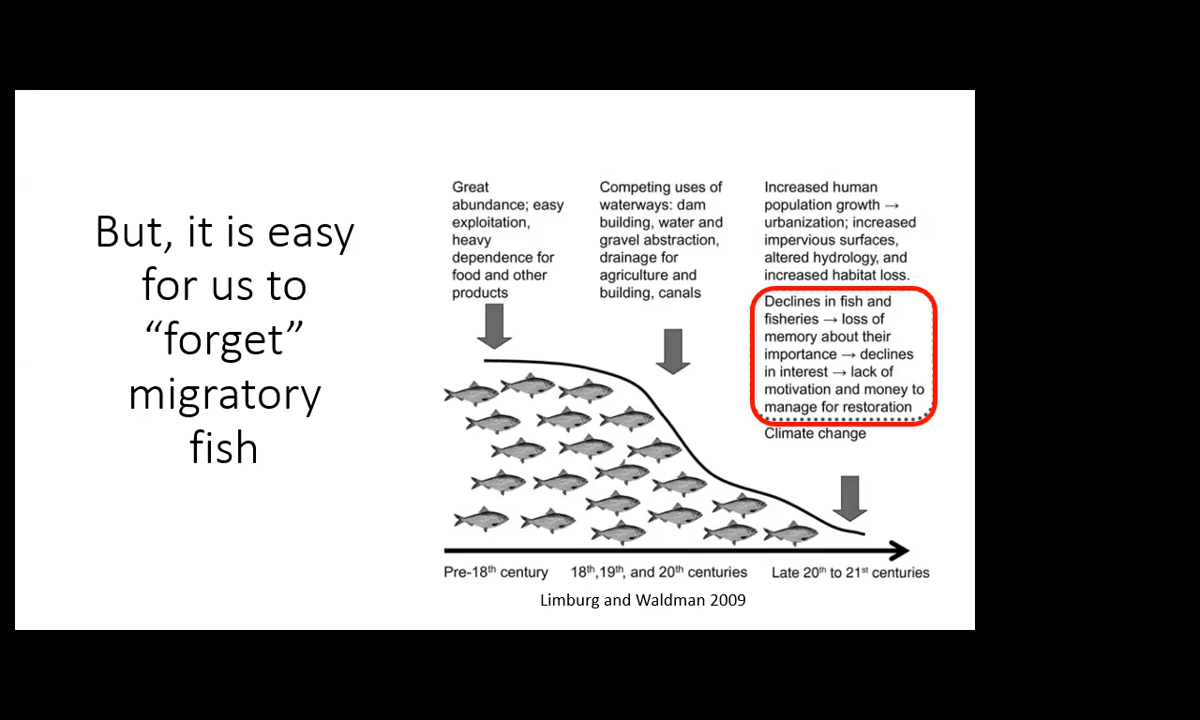 But, it is easy
for us to
“forget”
migratory
fish
Great
abundance; easy
exploitation,
heavy
dependence for
food and other
products
Competing uses of
waterways: dam
building, water and
gravel abstraction,
drainage for
agriculture and
building, canals
Increased human
population growth →
urbanization; increased
impervious surfaces,
altered hydrology, and
increased habitat loss.
Declines in fish and
fisheries → loss of
memory about their
importance → declines
in interest → lack of
motivation and money to
manage for restoration
Climate change
Pre-18th century
18th,19th, and 20th centuries
Late 20th to 21st centuries
Limburg and Waldman 2009